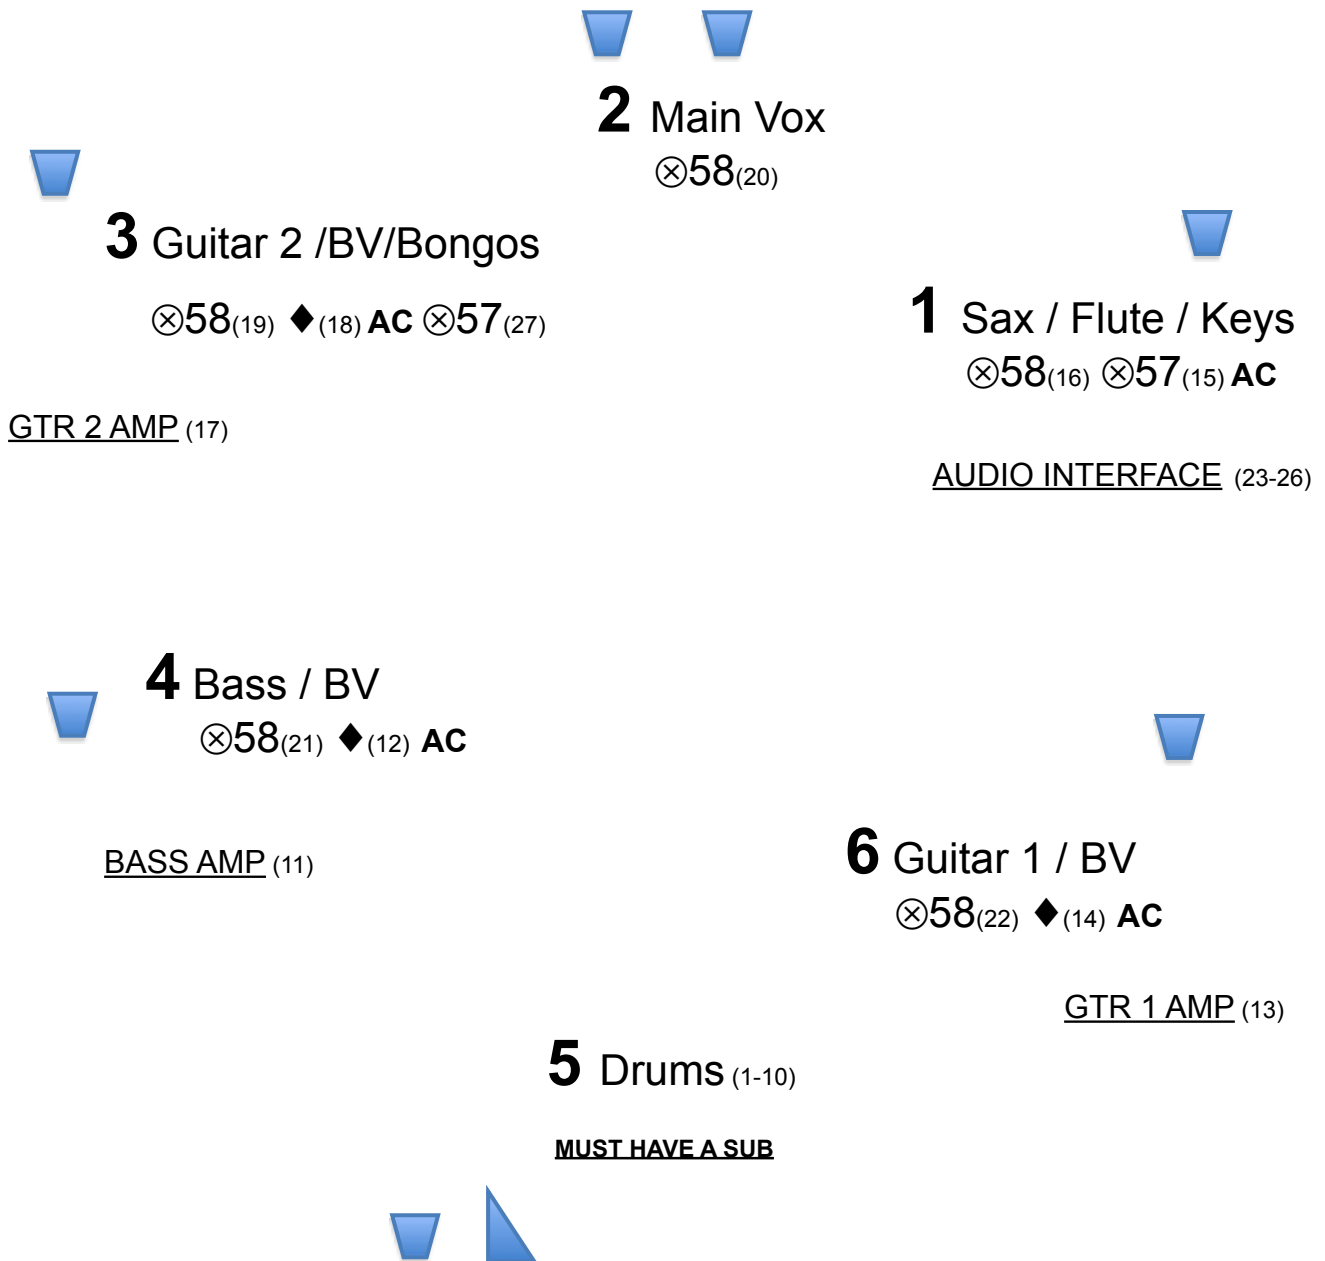 2 Main Vox
⊗58(20)
3 Guitar 2 /BV/Bongos
⊗58(19) ♦(18) AC ⊗57(27)
1 Sax / Flute / Keys
⊗58(16) ⊗57(15) AC
GTR 2 AMP (17)
AUDIO INTERFACE (23-26)
4 Bass / BV
⊗58(21) ♦(12) AC
BASS AMP (11)
6 Guitar 1 / BV
⊗58(22) ♦(14) AC
GTR 1 AMP (13)
5 Drums (1-10)
MUST HAVE A SUB